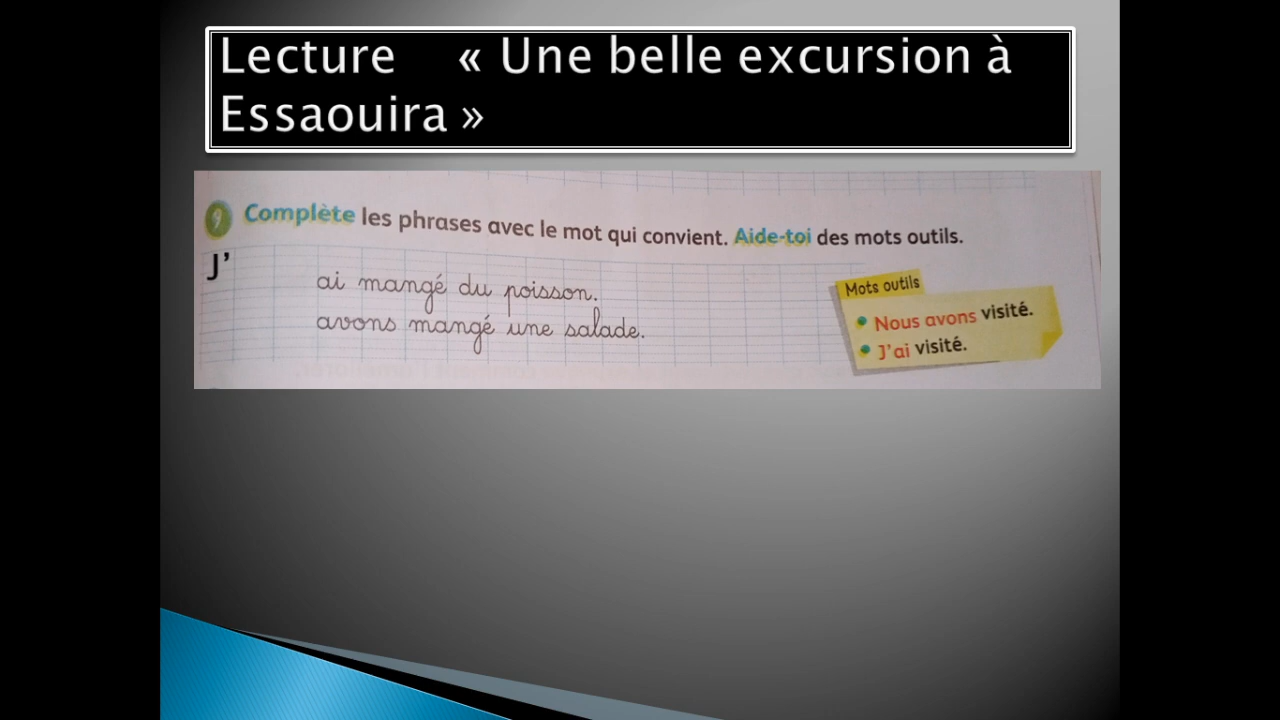 Lecture « Une belle excursion à
Essaouira »
9 Complète les phrases avec le mot qui convient. Aide-toi des mots outils.
J’
ai mangé du poisson.
avons mangé une salade.
Mots outils
Nous avons visité.
J'ai visité.